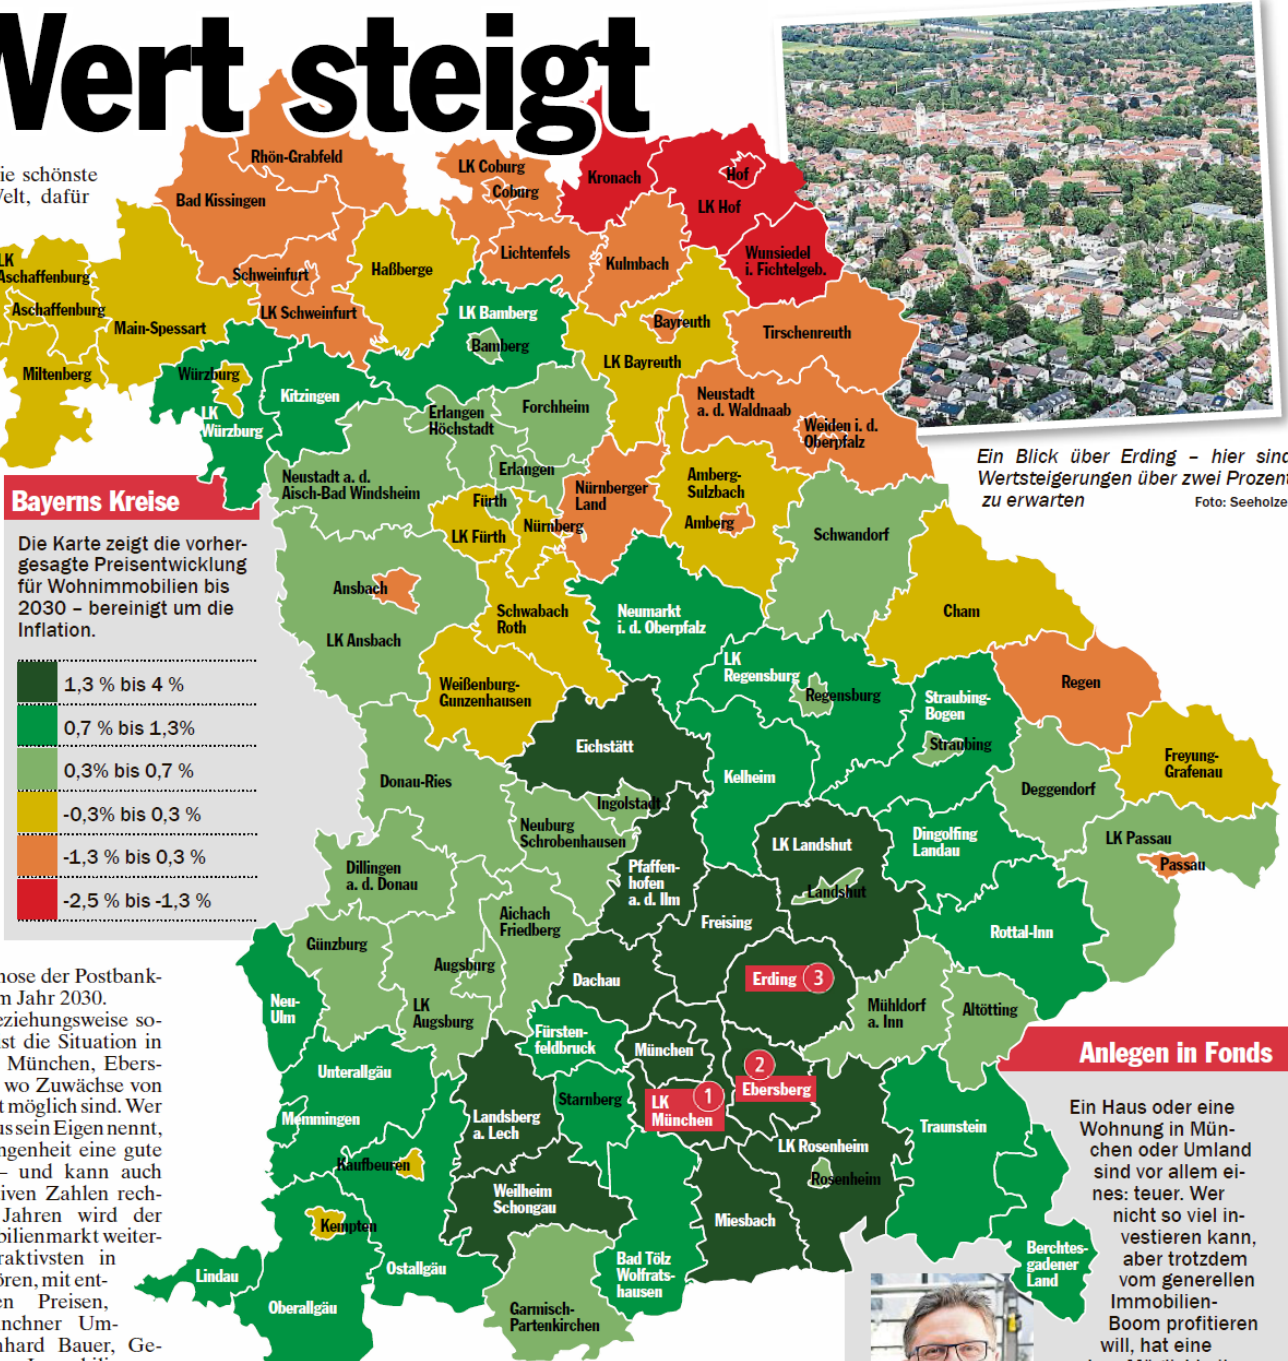 Wert steigt
ie schönste
Welt, dafür
Rhön-Grabfeld
Bad Kissingen
LK Coburg
Coburg
Kronach
Hof
LK Hof
Wunsiedel
i. Fichtelgeb.
Lichtenfels
Kulmbach
Haßberge
Schweinfurt
LK Schweinfurt
LK
Aschaffenburg
Aschaffenburg
Main-Spessart
Miltenberg
LK Bamberg
Bamberg
Bayreuth
LK Bayreuth
Tirschenreuth
Würzburg
LK
Würzburg
Kitzingen
Erlangen
Höchstadt
Forchheim
Neustadt
a. d. Waldnaab
Weiden i. d.
Oberpfalz
Ein Blick über Erding – hier sind
Wertsteigerungen über zwei Prozent
zu erwarten
Foto: Seeholze
Neustadt a. d.
Aisch-Bad Windsheim
Erlangen
Fürth
LK Fürth
Nürnberg
Nürnberger
Land
Amberg-
Sulzbach
Amberg
Schwandorf
Bayerns Kreise
Die Karte zeigt die vorher-
gesagte Preisentwicklung
für Wohnimmobilien bis
2030 – bereinigt um die
Inflation.
1,3 % bis 4 %
0,7 % bis 1,3%
0,3% bis 0,7 %
-0,3% bis 0,3 %
-1,3 % bis 0,3 %
-2,5 % bis -1,3 %
Ansbach
LK Ansbach
Schwabach
Roth
Neumarkt
i. d. Oberpfalz
Cham
Weißenburg-
Gunzenhausen
LK
Regensburg
Regensburg
Straubing-
Bogen
Straubing
Regen
Freyung-
Grafenau
Eichstätt
Donau-Ries
Ingolstadt
Kelheim
Deggendorf
Neuburg
Schrobenhausen
LK Landshut
Landshut
Dingolfing
Landau
LK Passau
Passau
Dillingen
a. d. Donau
Pfaffen-
hofen
a. d. Ilm
Aichach
Friedberg
Freising
Rottal-Inn
Günzburg
Augsburg
LK
Augsburg
Dachau
Erding 3
Mühldorf
a. Inn
Altötting
Neu-
Ulm
Fürsten-
feldbruck
München
2
Ebersberg
1
LK
München
Unterallgäu
Memmingen
Landsberg
a. Lech
Starnberg
LK Rosenheim
Rosenheim
Traunstein
Kaufbeuren
Kempten
Weilheim
Schongau
Miesbach
Bad Tölz
Wolfrats-
hausen
Berchtes-
gadener
Land
Lindau
Ostallgäu
Oberallgäu
Garmisch-
Partenkirchen
nose der Postbank-
m Jahr 2030.
eziehungsweise so-
st die Situation in
München, Ebers-
wo Zuwächse von
t möglich sind. Wer
us sein Eigen nennt,
ngenheit eine gute
– und kann auch
iven Zahlen rech-
Jahren wird der
bilienmarkt weiter-
raktivsten in
ören, mit ent-
en Preisen,
nchner Um-
nhard Bauer, Ge-
Anlegen in Fonds
Ein Haus oder eine
Wohnung in Mün-
chen oder Umland
sind vor allem ei-
nes: teuer. Wer
nicht so viel in-
vestieren kann,
aber trotzdem
vom generellen
Immobilien-
Boom profitieren
will, hat eine